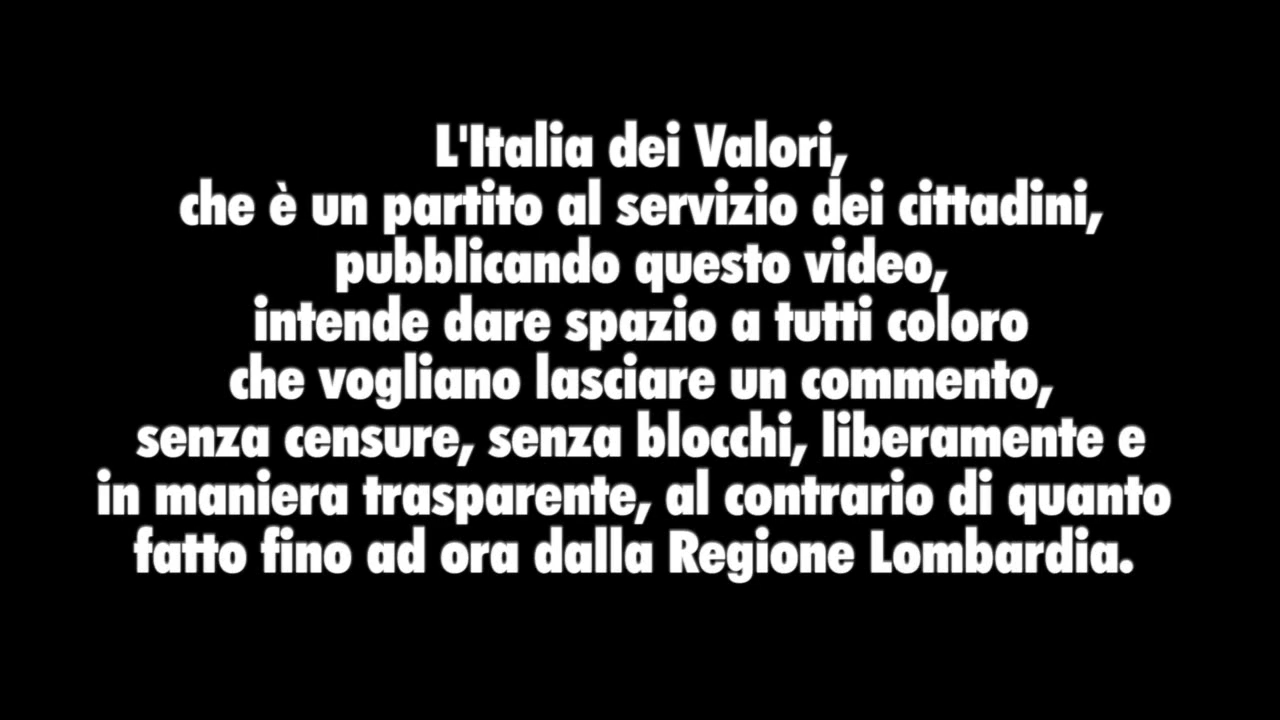 L'Italia dei Valori,
che è un partito al servizio dei cittadini,
pubblicando questo video,
intende dare spazio a tutti coloro
che vogliano lasciare un commento,
senza censure, senza blocchi, liberamente e
in maniera trasparente, al contrario di quanto
fatto fino ad ora dalla Regione Lombardia.